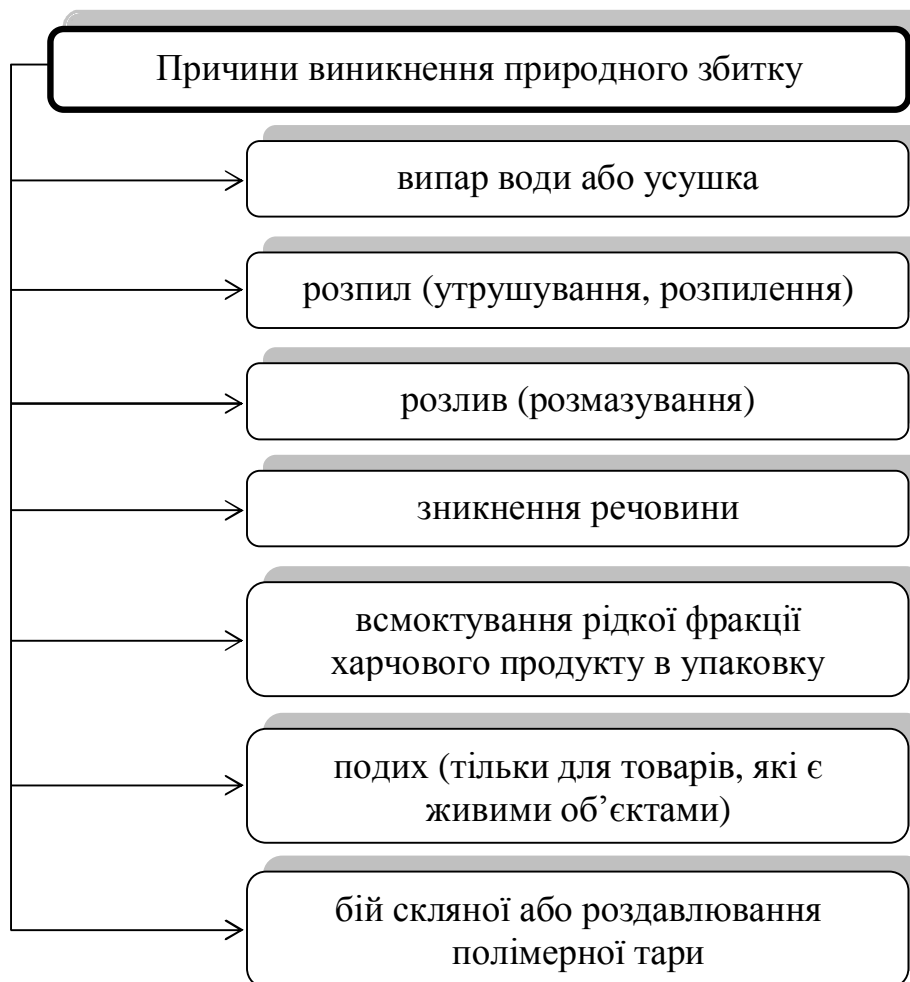 Причини виникнення природного збитку
випар води або усушка
розпил (утрушування, розпилення)
розлив (розмазування)
зникнення речовини
всмоктування рідкої фракції
харчового продукту в упаковку
подих (тільки для товарів, які є
живими об’єктами)
бій скляної або роздавлювання
полімерної тари